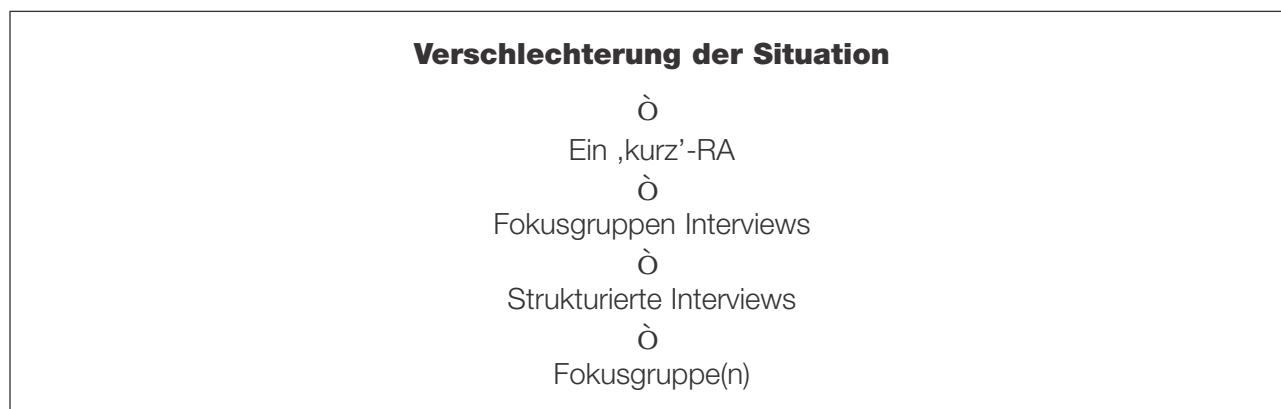 Verschlechterung der Situation
Ò
Ein ‚kurz’-RA
Ò
Fokusgruppen Interviews
Ò
Strukturierte Interviews
Ò
Fokusgruppe(n)